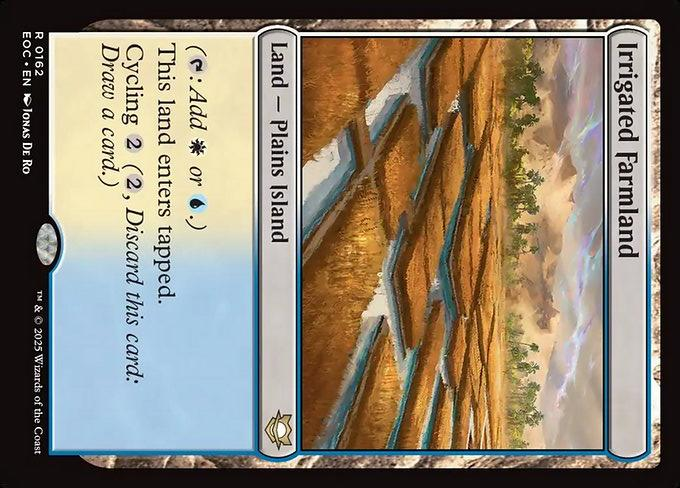 Irrigated Farmland
Land — Plains Island
(: Add or .)
This land enters tapped.
Cycling 2 (2, Discard this card:
Draw a card.)
R 0162
EOC • EN Jonas De Ro
™ & © 2025 Wizards of the Coast